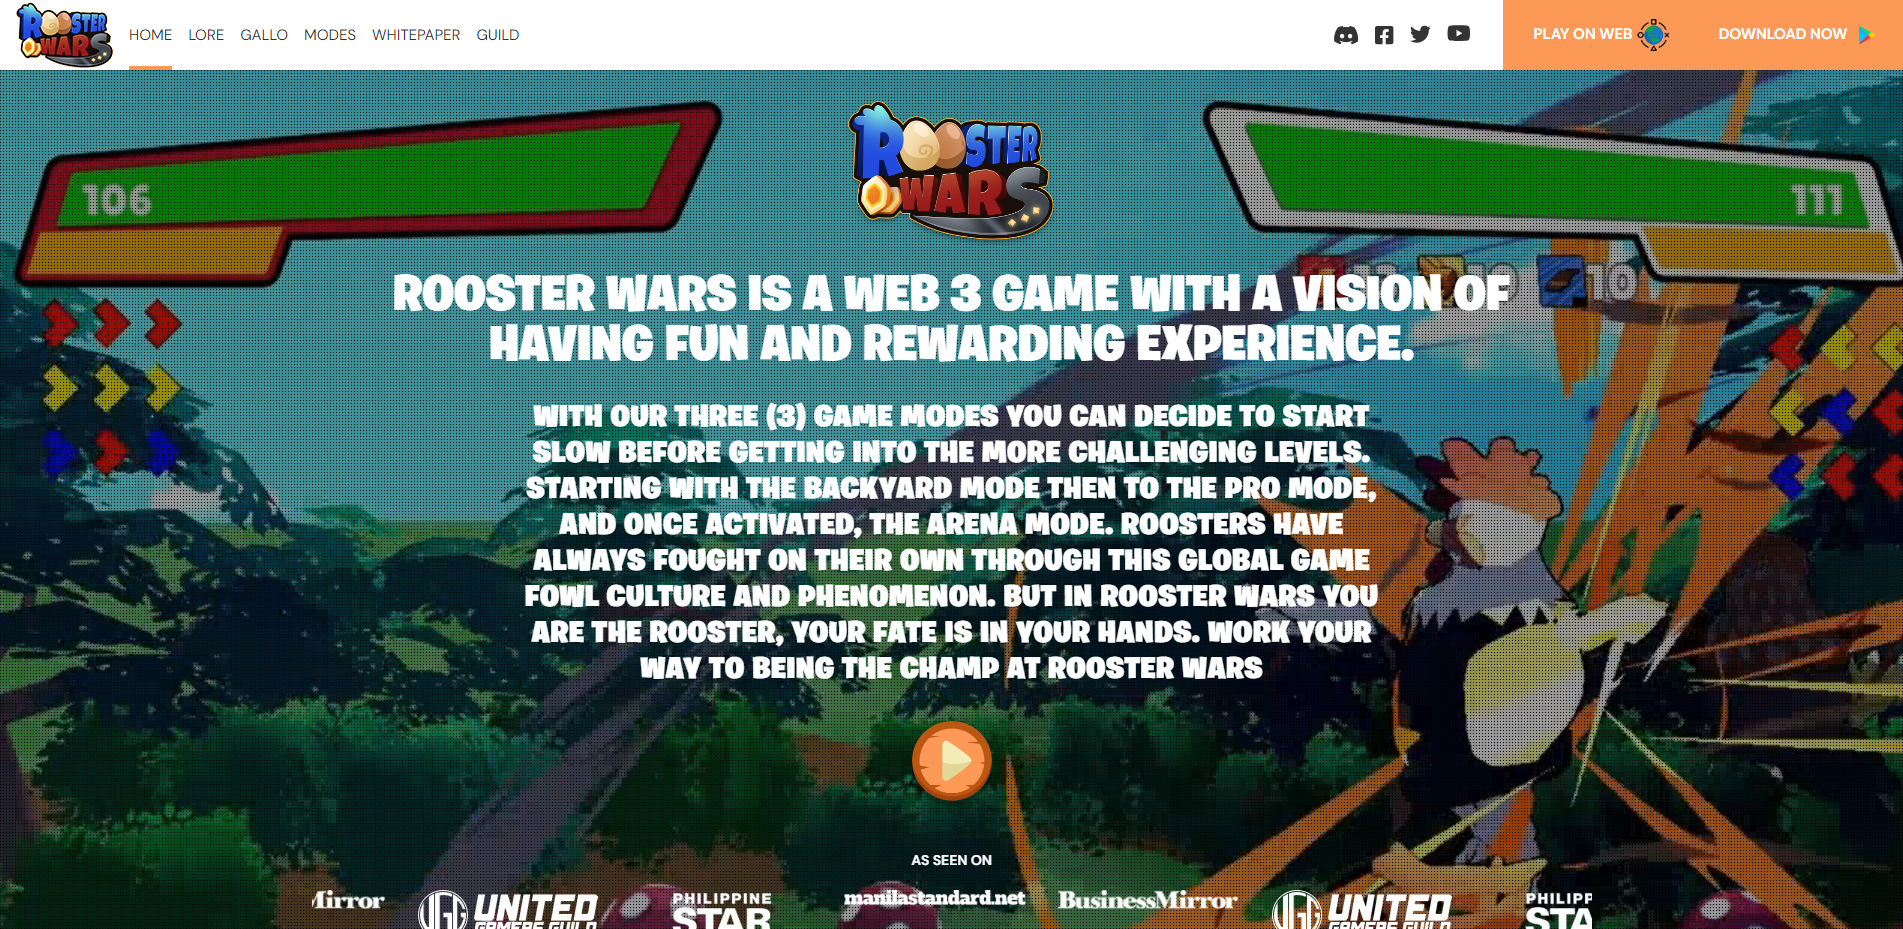 ROOSTER WARS
HOME LORE GALLO MODES WHITEPAPER GUILD
PLAY ON WEB DOWNLOAD NOW
106
ROOSTER
WARS
111
13 10 10
ROOSTER WARS IS A WEB 3 GAME WITH A VISION OF
HAVING FUN AND REWARDING EXPERIENCE.
WITH OUR THREE (3) GAME MODES YOU CAN DECIDE TO START
SLOW BEFORE GETTING INTO THE MORE CHALLENGING LEVELS.
STARTING WITH THE BACKYARD MODE THEN TO THE PRO MODE,
AND ONCE ACTIVATED, THE ARENA MODE. ROOSTERS HAVE
ALWAYS FOUGHT ON THEIR OWN THROUGH THIS GLOBAL GAME
FOWL CULTURE AND PHENOMENON. BUT IN ROOSTER WARS YOU
ARE THE ROOSTER, YOUR FATE IS IN YOUR HANDS. WORK YOUR
WAY TO BEING THE CHAMP AT ROOSTER WARS
AS SEEN ON
Mirror UGG UNITED GAMERS GUILD PHILIPPINE STAR manilastandard.net BusinessMirror UGG UNITED GAMERS GUILD PHILIPP STA